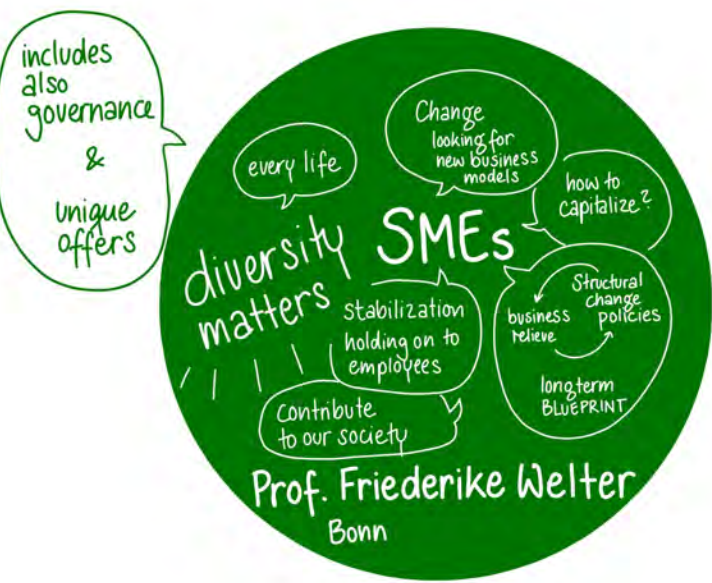 includes
also
governance
&
unique
offers
every life
Change
looking for
new business
models
how to
capitalize?
diversity
matters
SMEs
Stabilization
holding on to
employees
Structural
change
policies
business
relieve
longterm
BLUEPRINT
Contribute
to our society
Prof. Friederike Welter
Bonn